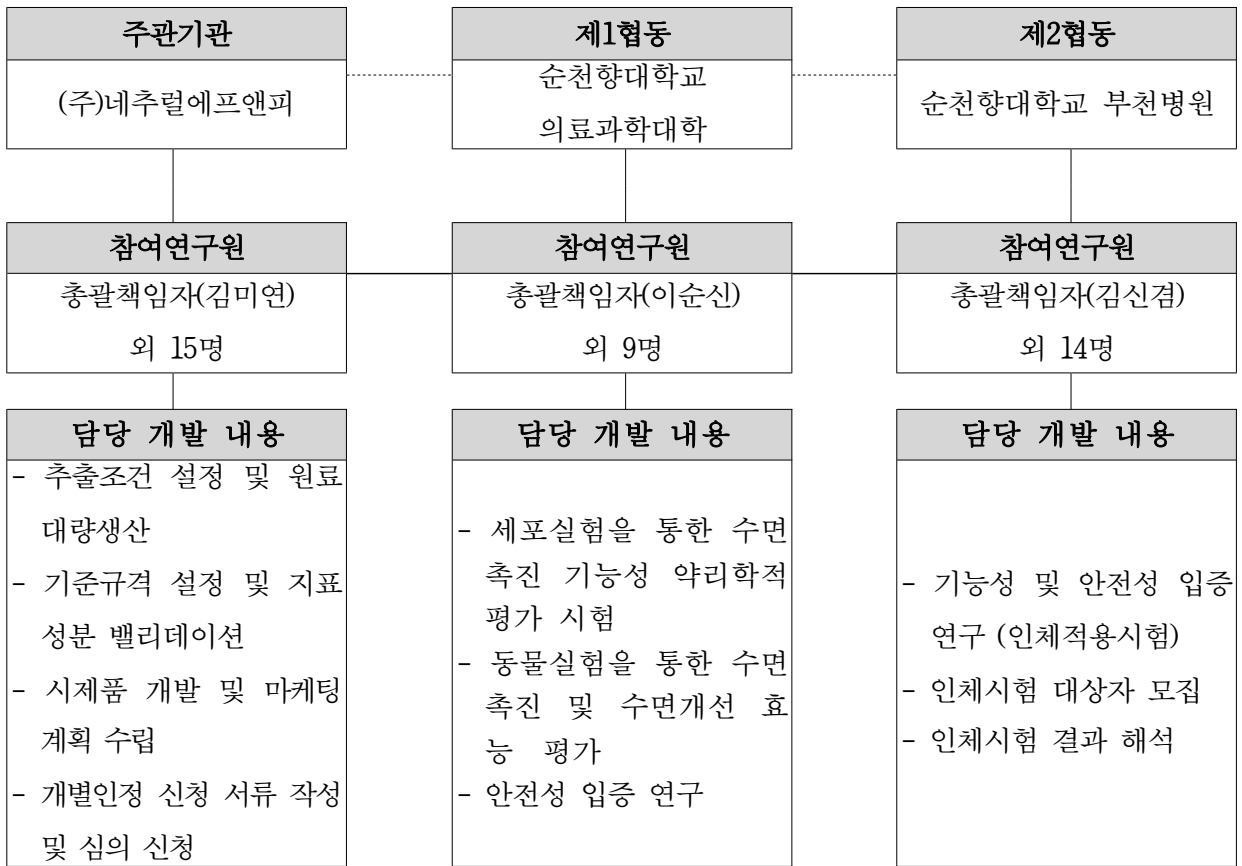 주관기관
(주)네추럴에프앤피
제1협동
순천향대학교
의료과학대학
제2협동
순천향대학교 부천병원
참여연구원
총괄책임자(김미연)
외 15명
참여연구원
총괄책임자(이순신)
외 9명
참여연구원
총괄책임자(김신겸)
외 14명
담당 개발 내용
- 추출조건 설정 및 원료
대량생산
- 기준규격 설정 및 지표
성분 밸리데이션
- 시제품 개발 및 마케팅
계획 수립
- 개별인정 신청 서류 작성
및 심의 신청
담당 개발 내용
- 세포실험을 통한 수면
촉진 기능성 약리학적
평가 시험
- 동물실험을 통한 수면
촉진 및 수면개선 효
능 평가
- 안전성 입증 연구
담당 개발 내용
- 기능성 및 안전성 입증
연구 (인체적용시험)
- 인체시험 대상자 모집
- 인체시험 결과 해석